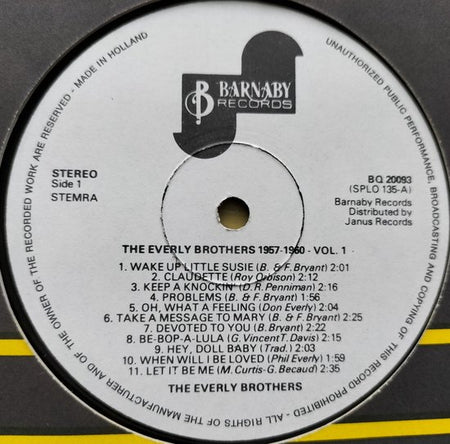 ALL RIGHTS OF THE MANUFACTURER AND OF THE OWNER OF THE RECORDED WORK ARE RESERVED - MADE IN HOLLAND
UNAUTHORIZED PUBLIC PERFORMANCE, BROADCASTING AND COPYING OF THIS RECORD PROHIBITED -
B BARNABY
RECORDS
STEREO
Side 1
STEMRA
BQ 20093
(SPLO 135-A)
Barnaby Records
Distributed by
Janus Records
THE EVERLY BROTHERS 1957-1960 - VOL. 1
1. WAKE UP LITTLE SUSIE (B. & F. Bryant) 2:01
2. CLAUDETTE (Roy Orbison) 2:12
3. KEEP A KNOCKIN' (D.R. Penniman) 2:16
4. PROBLEMS (B. & F. Bryant) 1:56
5. OH, WHAT A FEELING (Don Everly) 2:04
6. TAKE A MESSAGE TO MARY (B. & F. Bryant) 2:25
7. DEVOTED TO YOU (B. Bryant) 2:22
8. BE-BOP-A-LULA (G. Vincent T. Davis) 2:15
9. HEY, DOLL BABY (Trad.) 2:03
10. WHEN WILL I BE LOVED (Phil Everly) 1:59
11. LET IT BE ME (M. Curtis-G. Becaud) 2:35
THE EVERLY BROTHERS